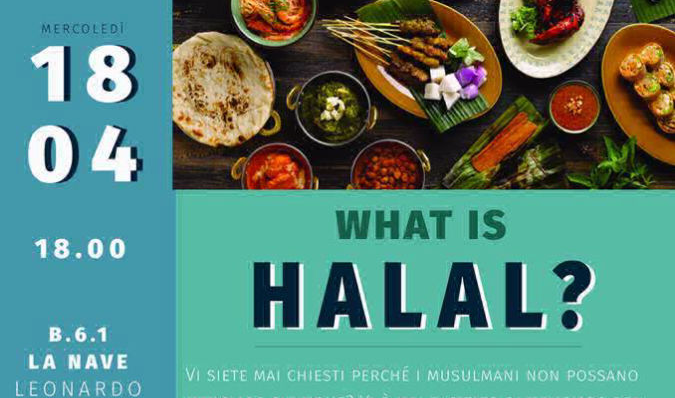 MERCOLEDÌ
18
04
18.00
B.6.1
LA NAVE
LEONARDO
WHAT IS
HALAL?
VI SIETE MAI CHIESTI PERCHÉ I MUSULMANI NON POSSANO